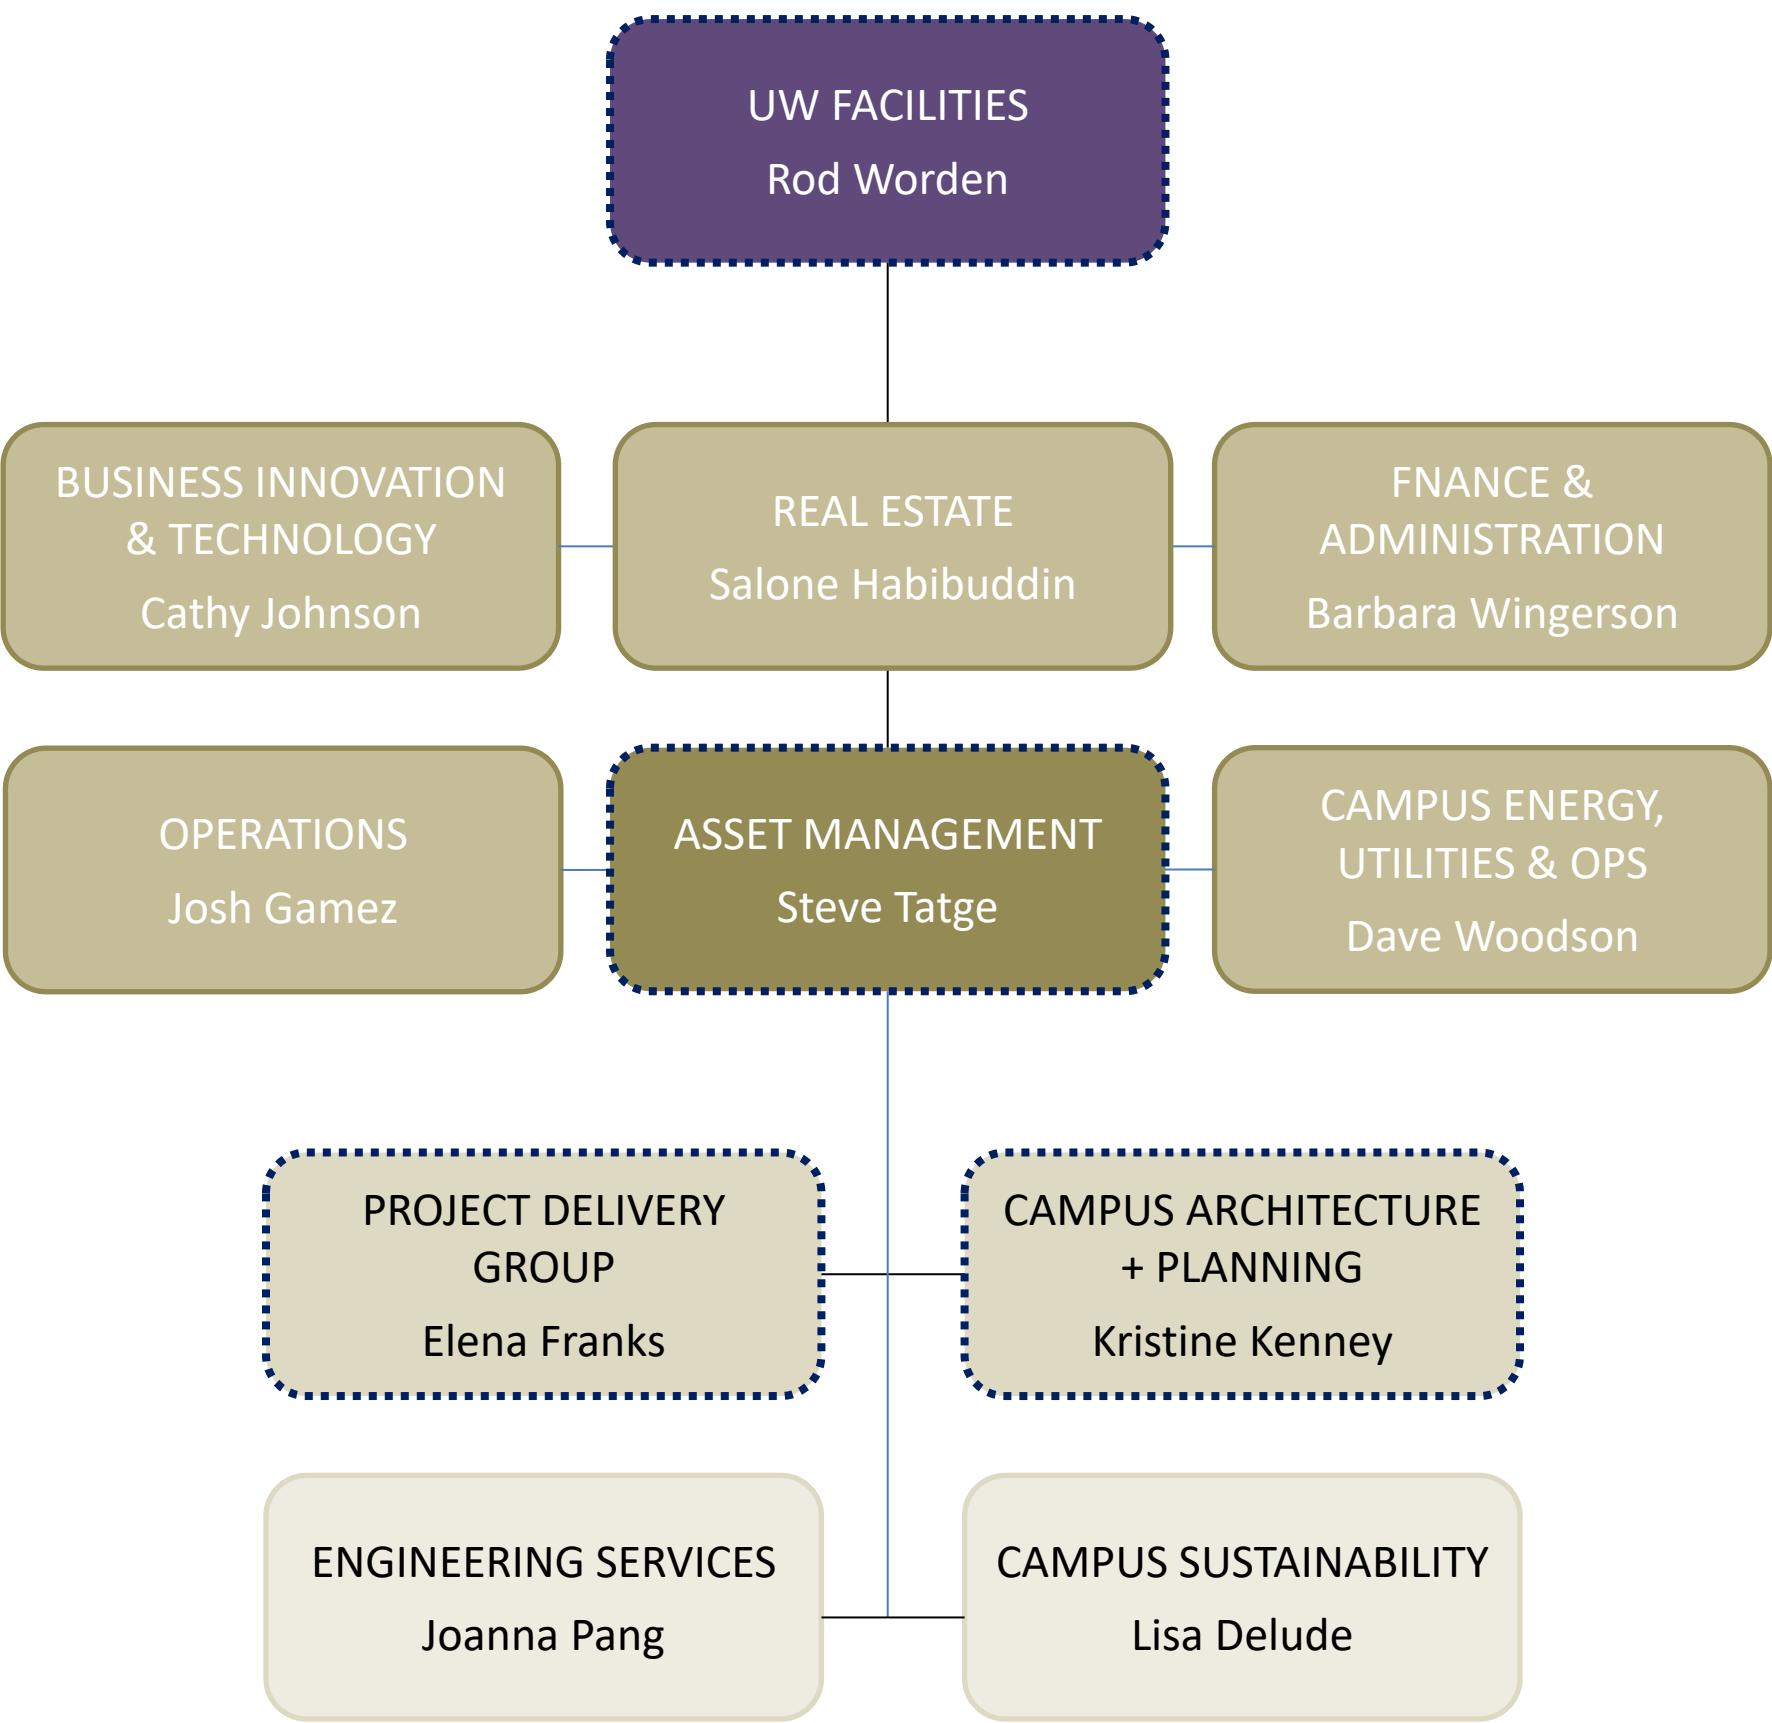 UW FACILITIES
Rod Worden
BUSINESS INNOVATION
& TECHNOLOGY
Cathy Johnson
REAL ESTATE
Salone Habibuddin
FNANCE &
ADMINISTRATION
Barbara Wingerson
OPERATIONS
Josh Gamez
ASSET MANAGEMENT
Steve Tatge
CAMPUS ENERGY,
UTILITIES & OPS
Dave Woodson
PROJECT DELIVERY
GROUP
Elena Franks
CAMPUS ARCHITECTURE
+ PLANNING
Kristine Kenney
ENGINEERING SERVICES
Joanna Pang
CAMPUS SUSTAINABILITY
Lisa Delude